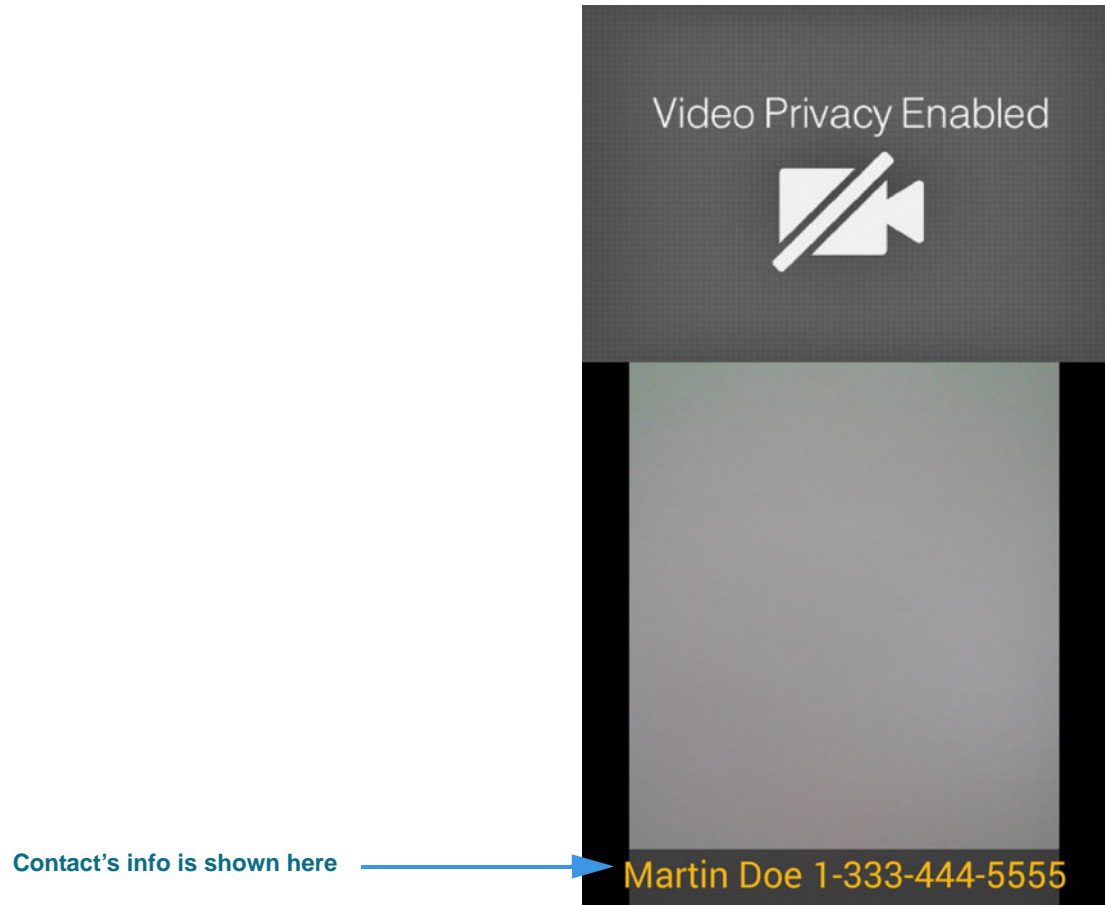 Video Privacy Enabled
Contact’s info is shown here
Martin Doe 1-333-444-5555